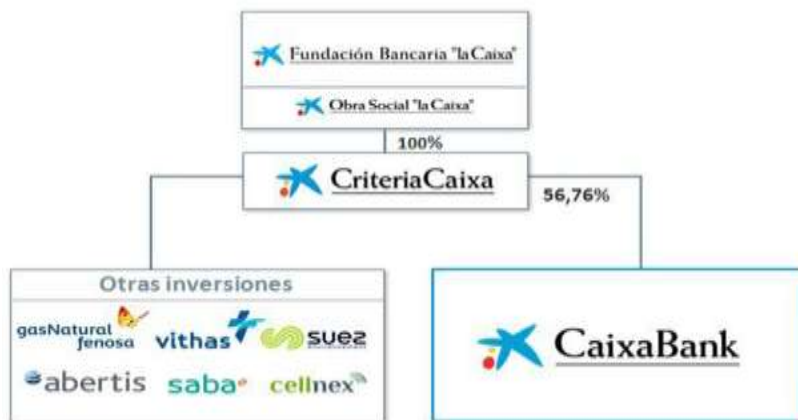 Fundación Bancaria "la Caixa"
Obra Social "la Caixa"
100%
CriteriaCaixa
56,76%
Otras inversiones
gasNatural
fenosa
vithas
suez
abertis
saba
cellnex
CaixaBank